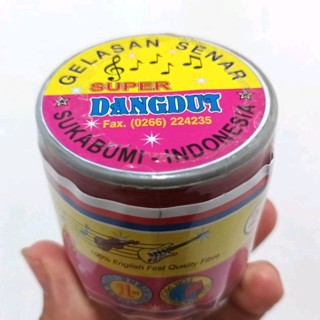 GELASAN SENAR
SUPER
DANGDUT
Fax. (0266) 224235
SUKABUMI - INDONESIA
100% English First Quality Fibre